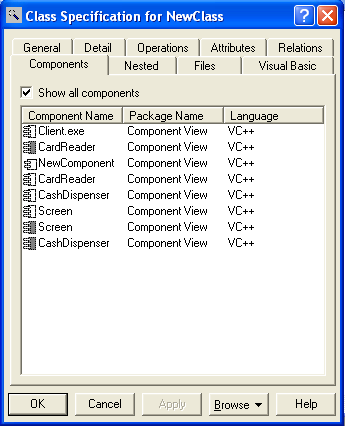 Class Specification for NewClass
General Detail Operations Attributes Relations
Components Nested Files Visual Basic
Show all components
Component Name Package Name Language
Client.exe Component View VC++
CardReader Component View VC++
NewComponent Component View VC++
CardReader Component View VC++
CashDispenser Component View VC++
Screen Component View VC++
Screen Component View VC++
CashDispenser Component View VC++
OK Cancel Apply Browse Help